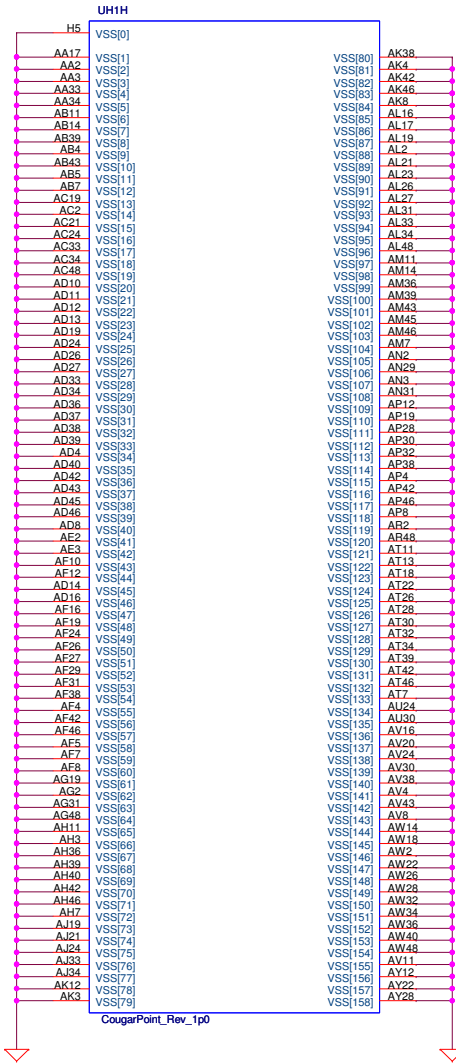 UH1H
H5 VSS[0]
AA17 VSS[1] VSS[80] AK38
AA2 VSS[2] VSS[81] AK4
AA3 VSS[3] VSS[82] AK42
AA33 VSS[4] VSS[83] AK46
AA34 VSS[5] VSS[84] AK8
AB11 VSS[6] VSS[85] AL16
AB14 VSS[7] VSS[86] AL17
AB39 VSS[8] VSS[87] AL19
AB4 VSS[9] VSS[88] AL2
AB43 VSS[10] VSS[89] AL21
AB5 VSS[11] VSS[90] AL23
AB7 VSS[12] VSS[91] AL26
AC19 VSS[13] VSS[92] AL27
AC2 VSS[14] VSS[93] AL31
AC21 VSS[15] VSS[94] AL33
AC24 VSS[16] VSS[95] AL34
AC33 VSS[17] VSS[96] AL48
AC34 VSS[18] VSS[97] AM11
AC48 VSS[19] VSS[98] AM14
AD10 VSS[20] VSS[99] AM36
AD11 VSS[21] VSS[100] AM39
AD12 VSS[22] VSS[101] AM43
AD13 VSS[23] VSS[102] AM45
AD19 VSS[24] VSS[103] AM46
AD24 VSS[25] VSS[104] AM7
AD26 VSS[26] VSS[105] AN2
AD27 VSS[27] VSS[106] AN29
AD33 VSS[28] VSS[107] AN3
AD34 VSS[29] VSS[108] AN31
AD36 VSS[30] VSS[109] AP12
AD37 VSS[31] VSS[110] AP19
AD38 VSS[32] VSS[111] AP28
AD39 VSS[33] VSS[112] AP30
AD4 VSS[34] VSS[113] AP32
AD40 VSS[35] VSS[114] AP38
AD42 VSS[36] VSS[115] AP4
AD43 VSS[37] VSS[116] AP42
AD45 VSS[38] VSS[117] AP46
AD46 VSS[39] VSS[118] AP8
AD8 VSS[40] VSS[119] AR2
AE2 VSS[41] VSS[120] AR48
AE3 VSS[42] VSS[121] AT11
AF10 VSS[43] VSS[122] AT13
AF12 VSS[44] VSS[123] AT18
AD14 VSS[45] VSS[124] AT22
AD16 VSS[46] VSS[125] AT26
AF16 VSS[47] VSS[126] AT28
AF19 VSS[48] VSS[127] AT30
AF24 VSS[49] VSS[128] AT32
AF26 VSS[50] VSS[129] AT34
AF27 VSS[51] VSS[130] AT39
AF29 VSS[52] VSS[131] AT42
AF31 VSS[53] VSS[132] AT46
AF38 VSS[54] VSS[133] AT7
AF4 VSS[55] VSS[134] AU24
AF42 VSS[56] VSS[135] AU30
AF46 VSS[57] VSS[136] AV16
AF5 VSS[58] VSS[137] AV20
AF7 VSS[59] VSS[138] AV24
AF8 VSS[60] VSS[139] AV30
AG19 VSS[61] VSS[140] AV38
AG2 VSS[62] VSS[141] AV4
AG31 VSS[63] VSS[142] AV43
AG48 VSS[64] VSS[143] AV8
AH11 VSS[65] VSS[144] AW14
AH3 VSS[66] VSS[145] AW18
AH36 VSS[67] VSS[146] AW2
AH39 VSS[68] VSS[147] AW22
AH40 VSS[69] VSS[148] AW26
AH42 VSS[70] VSS[149] AW28
AH46 VSS[71] VSS[150] AW32
AH7 VSS[72] VSS[151] AW34
AJ19 VSS[73] VSS[152] AW36
AJ21 VSS[74] VSS[153] AW40
AJ24 VSS[75] VSS[154] AW48
AJ33 VSS[76] VSS[155] AV11
AJ34 VSS[77] VSS[156] AY12
AK12 VSS[78] VSS[157] AY22
AK3 VSS[79] VSS[158] AY28
CougarPoint_Rev_1p0